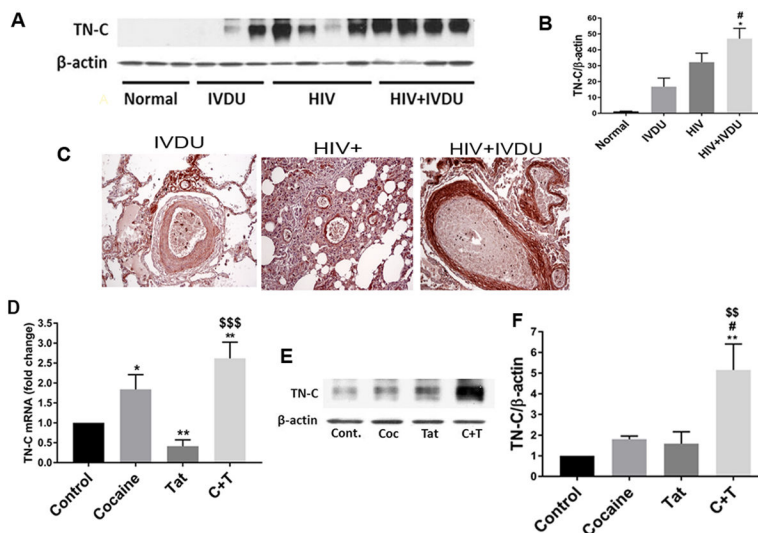 A
TN-C
β-actin
Normal IVDU HIV HIV+IVDU
B
TN-C/β-actin
60
50
40
30
20
10
0
#
*
Normal IVDU HIV HIV+IVDU
C
IVDU HIV+ HIV+IVDU
D
TN-C mRNA (fold change)
3.5
3.0
2.5
2.0
1.5
1.0
0.5
0.0
*
**
$$$
**
Control Cocaine Tat C+T
E
TN-C
β-actin
Cont. Coc Tat C+T
F
TN-C/β-actin
7
6
5
4
3
2
1
0
$$
#
**
Control Cocaine Tat C+T